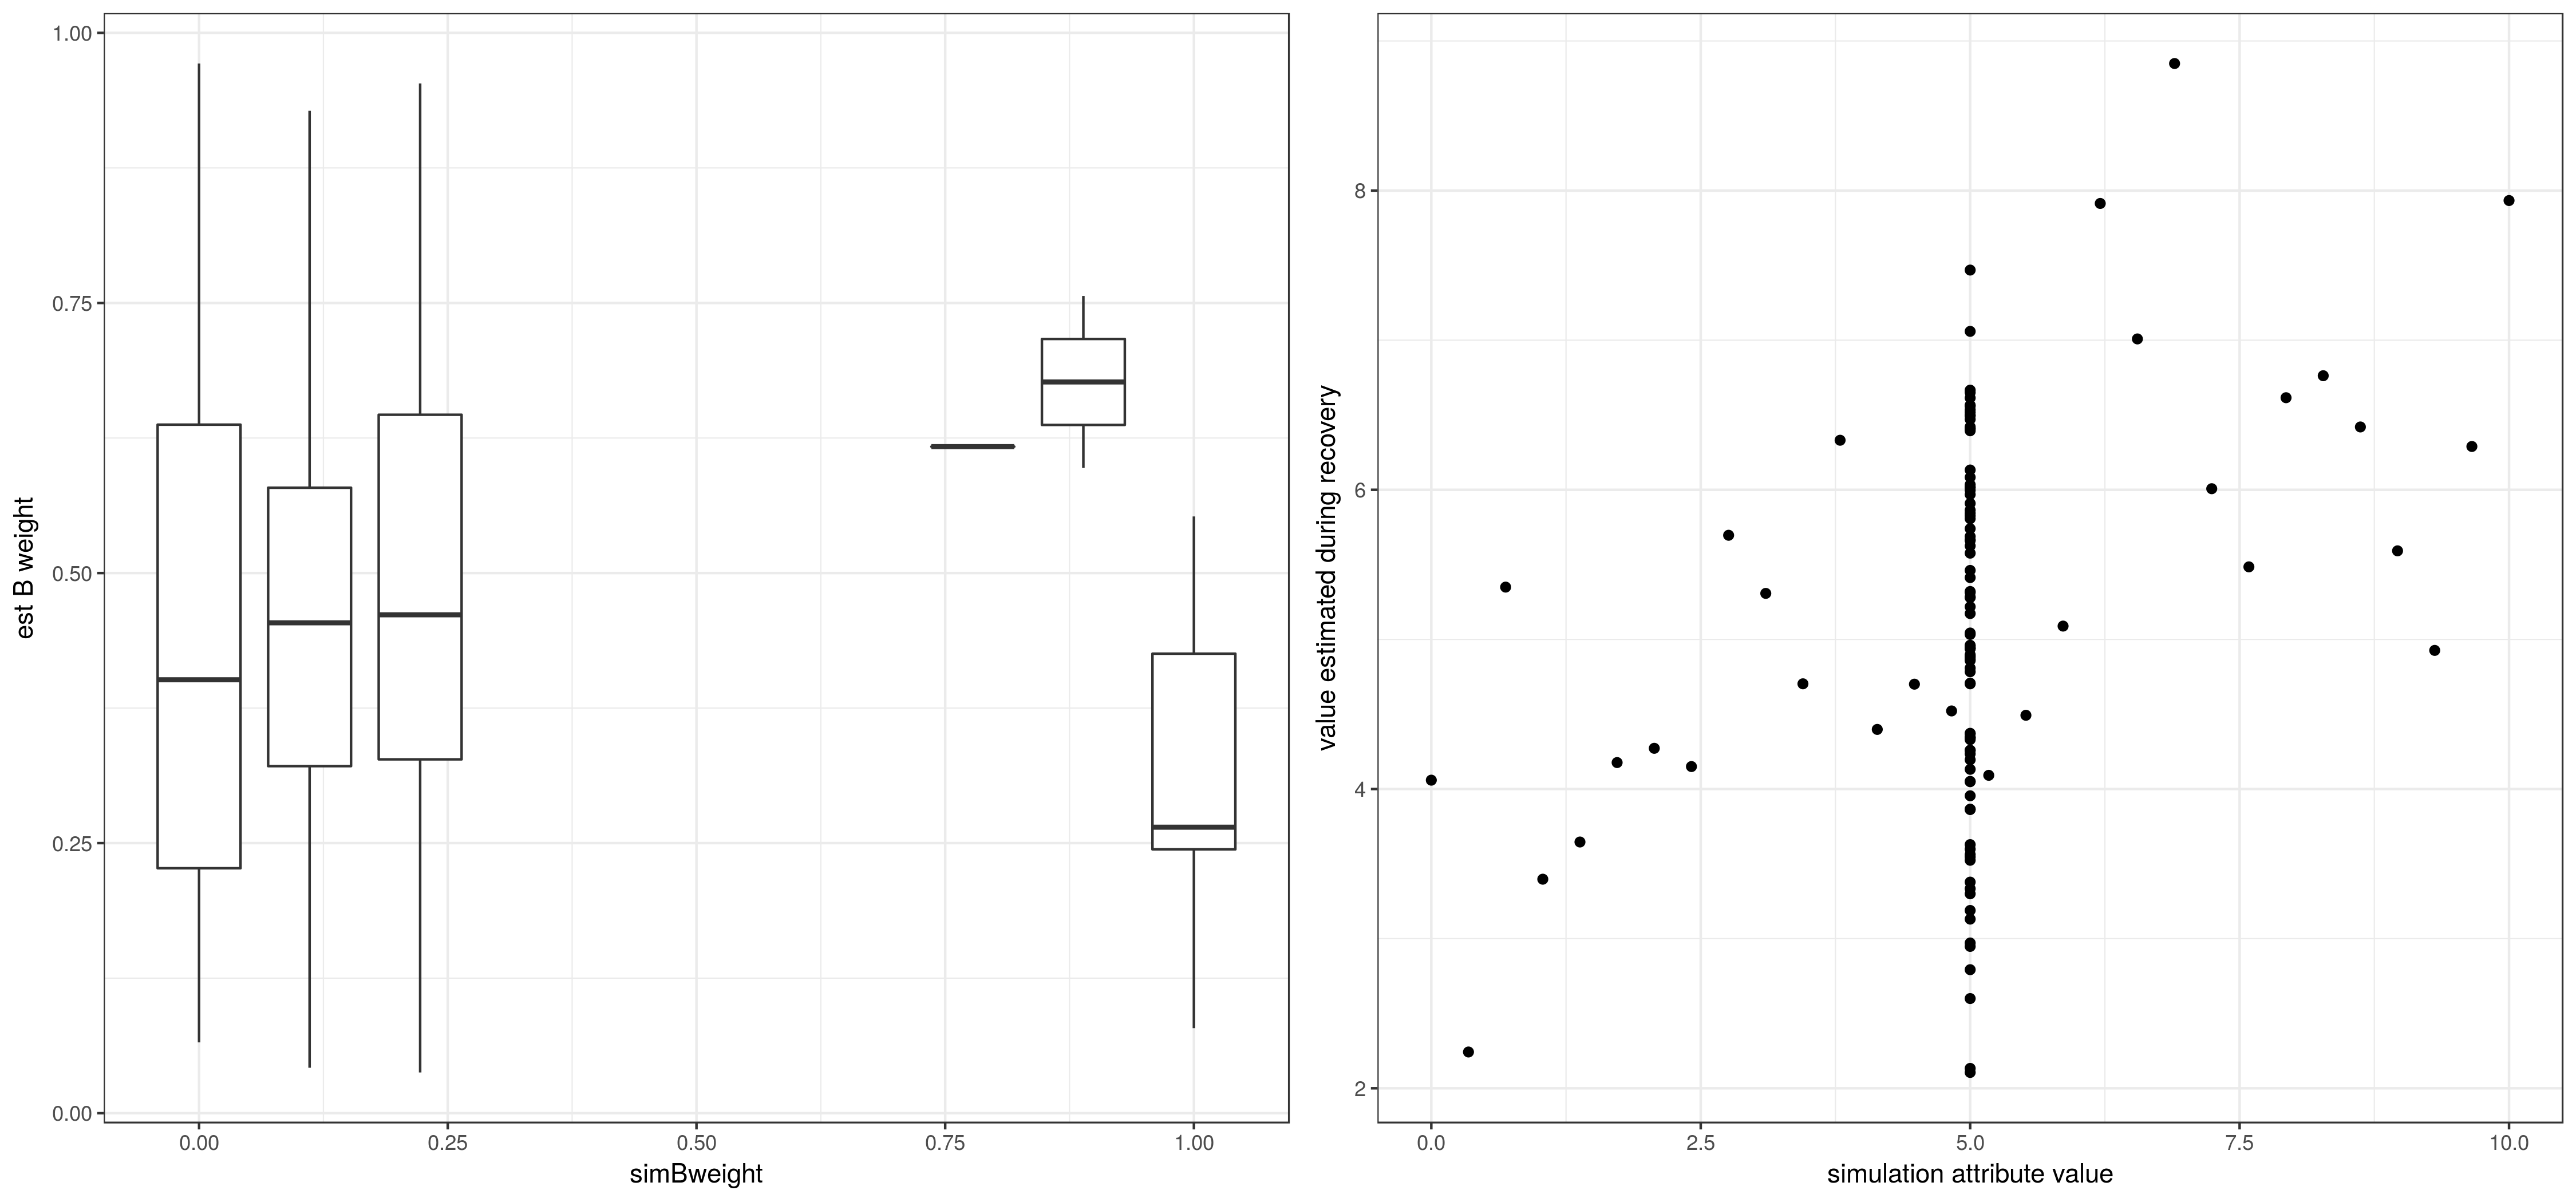 1.00
0.75
0.50
0.25
0.00
est B weight
0.00 0.25 0.50 0.75 1.00
simBweight
8
6
4
2
value estimated during recovery
0.0 2.5 5.0 7.5 10.0
simulation attribute value